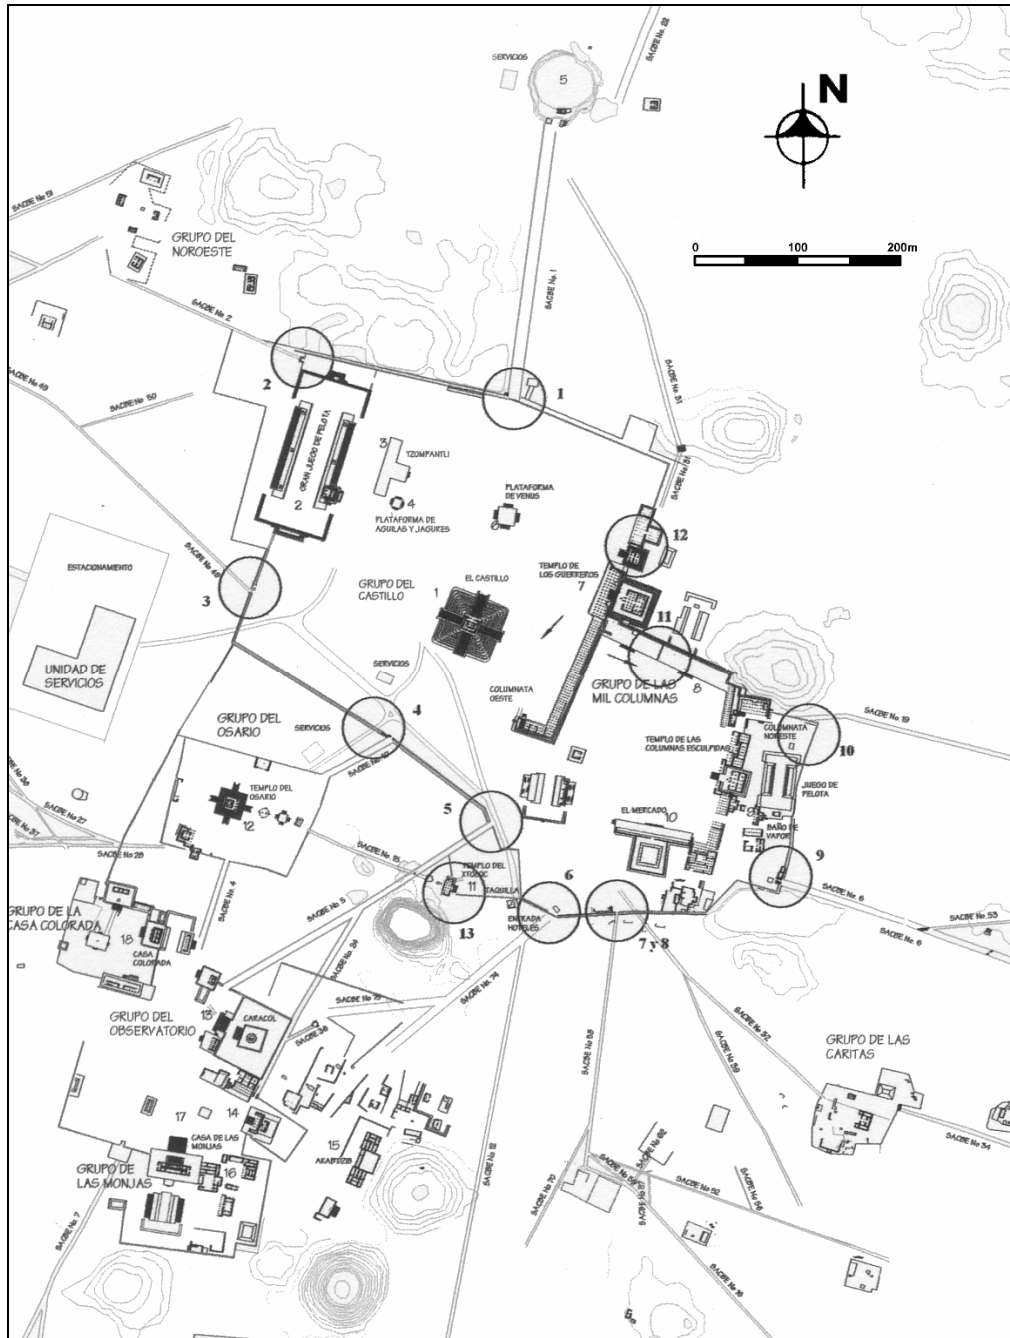 SACBE No. 22
SERVICIOS
5
N
0 100 200m
SACBE No 51
GRUPO DEL
NOROESTE
SACBE No. 1
SACBE No 2
SACBE No 31
SACBE No 49
SACBE No 50
2
1
GRAN JUEGO DE PELOTA
2
3
TZOMPANTLI
4
PLATAFORMA DE
AGUILAS Y JAGURES
PLATAFORMA
DE VENUS
6
12
ESTACIONAMIENTO
TEMPLO DE
LOS GUERREROS
7
3
GRUPO DEL
CASTILLO
1
EL CASTILLO
11
UNIDAD DE
SERVICIOS
SERVICIOS
COLUMNATA
OESTE
GRUPO DE LAS
MIL COLUMNAS
8
4
GRUPO DEL
OSARIO
SERVICIOS
SACBE No 19
COLUMNATA
NORESTE
10
TEMPLO DE LAS
COLUMNAS ESCULPIDAS
JUEGO DE
PELOTA
TEMPLO DEL
OSARIO
12
5
EL MERCADO
10
9
BAÑO DE
VAPOR
SACBE No 27
SACBE No 37
SACBE No 28
SACBE No 15
TEMPLO DEL
XTOLOC
11
TAQUILLA
6
9
SACBE No. 4
SACBE No 5
SACBE No 6
SACBE No 53
SACBE No 6
ENTRADA
HOTELES
13
7 y 8
GRUPO DE LA
CASA COLORADA
18
CASA
COLORADA
GRUPO DEL
OBSERVATORIO
13
CARACOL
GRUPO DE LAS
CARITAS
17
14
CASA DE LAS
MONJAS
15
AKABTZIB
GRUPO DE
LAS MONJAS
16
SACBE No 34
SACBE No 70
SACBE No 52
SACBE No 7